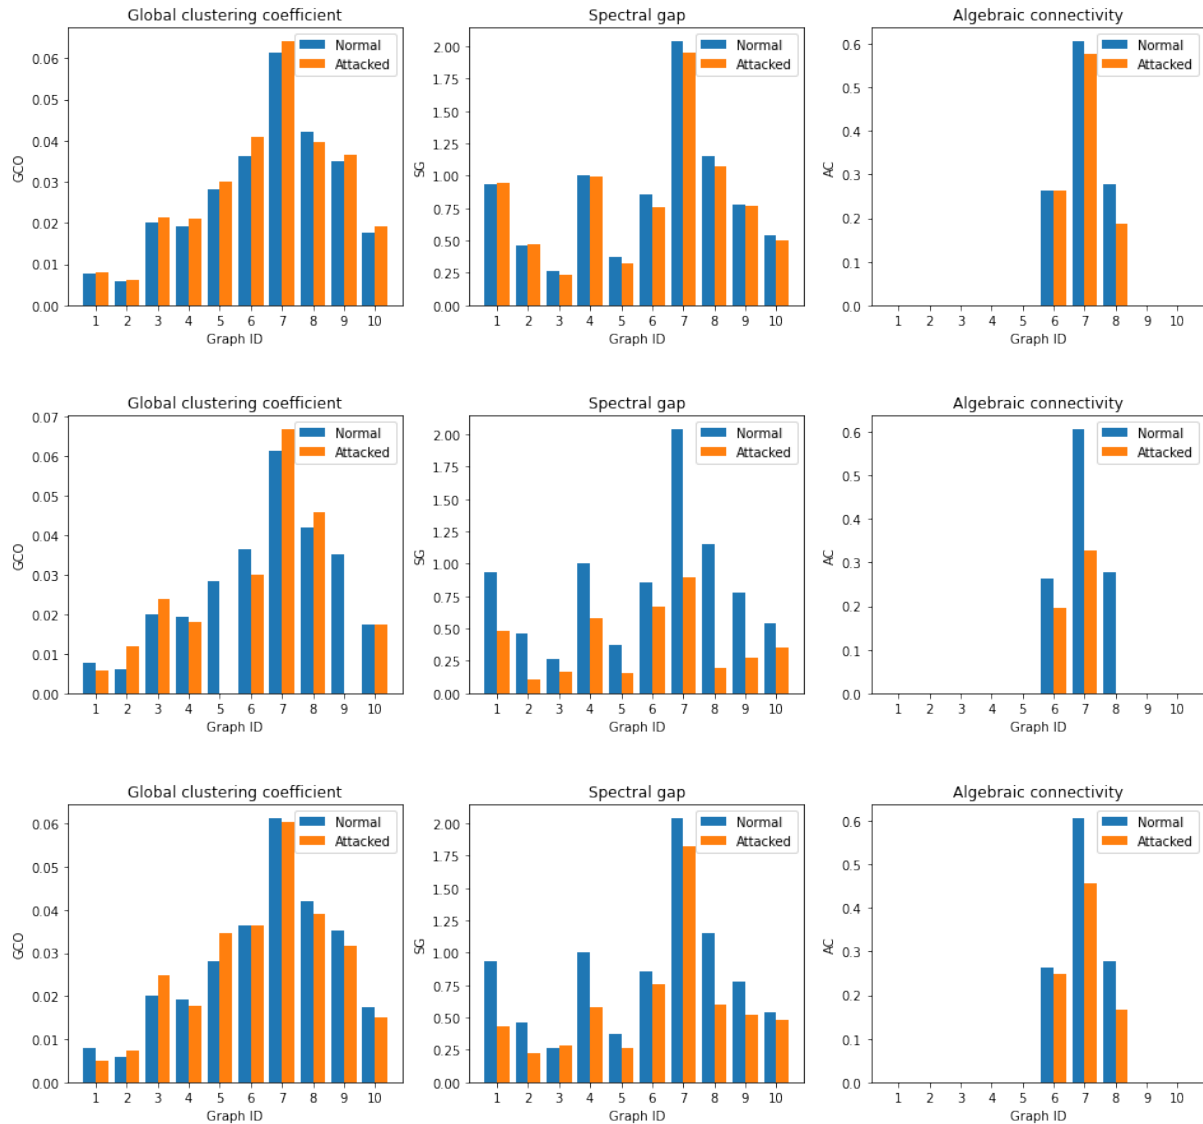 Global clustering coefficient
Normal
Attacked
GCO
0.06
0.05
0.04
0.03
0.02
0.01
0.00
1 2 3 4 5 6 7 8 9 10
Graph ID
Spectral gap
Normal
Attacked
SG
2.00
1.75
1.50
1.25
1.00
0.75
0.50
0.25
0.00
1 2 3 4 5 6 7 8 9 10
Graph ID
Algebraic connectivity
Normal
Attacked
AC
0.6
0.5
0.4
0.3
0.2
0.1
0.0
1 2 3 4 5 6 7 8 9 10
Graph ID
Global clustering coefficient
Normal
Attacked
GCO
0.07
0.06
0.05
0.04
0.03
0.02
0.01
0.00
1 2 3 4 5 6 7 8 9 10
Graph ID
Spectral gap
Normal
Attacked
SG
2.00
1.75
1.50
1.25
1.00
0.75
0.50
0.25
0.00
1 2 3 4 5 6 7 8 9 10
Graph ID
Algebraic connectivity
Normal
Attacked
AC
0.6
0.5
0.4
0.3
0.2
0.1
0.0
1 2 3 4 5 6 7 8 9 10
Graph ID
Global clustering coefficient
Normal
Attacked
GCO
0.06
0.05
0.04
0.03
0.02
0.01
0.00
1 2 3 4 5 6 7 8 9 10
Graph ID
Spectral gap
Normal
Attacked
SG
2.00
1.75
1.50
1.25
1.00
0.75
0.50
0.25
0.00
1 2 3 4 5 6 7 8 9 10
Graph ID
Algebraic connectivity
Normal
Attacked
AC
0.6
0.5
0.4
0.3
0.2
0.1
0.0
1 2 3 4 5 6 7 8 9 10
Graph ID